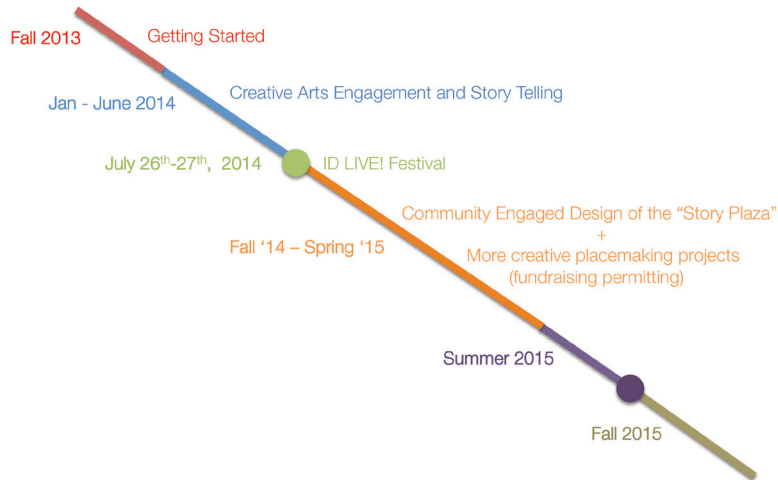 Fall 2013
Getting Started
Jan - June 2014
Creative Arts Engagement and Story Telling
July 26th-27th, 2014
ID LIVE! Festival
Fall ‘14 – Spring ‘15
Community Engaged Design of the “Story Plaza”
+
More creative placemaking projects
(fundraising permitting)
Summer 2015
Fall 2015